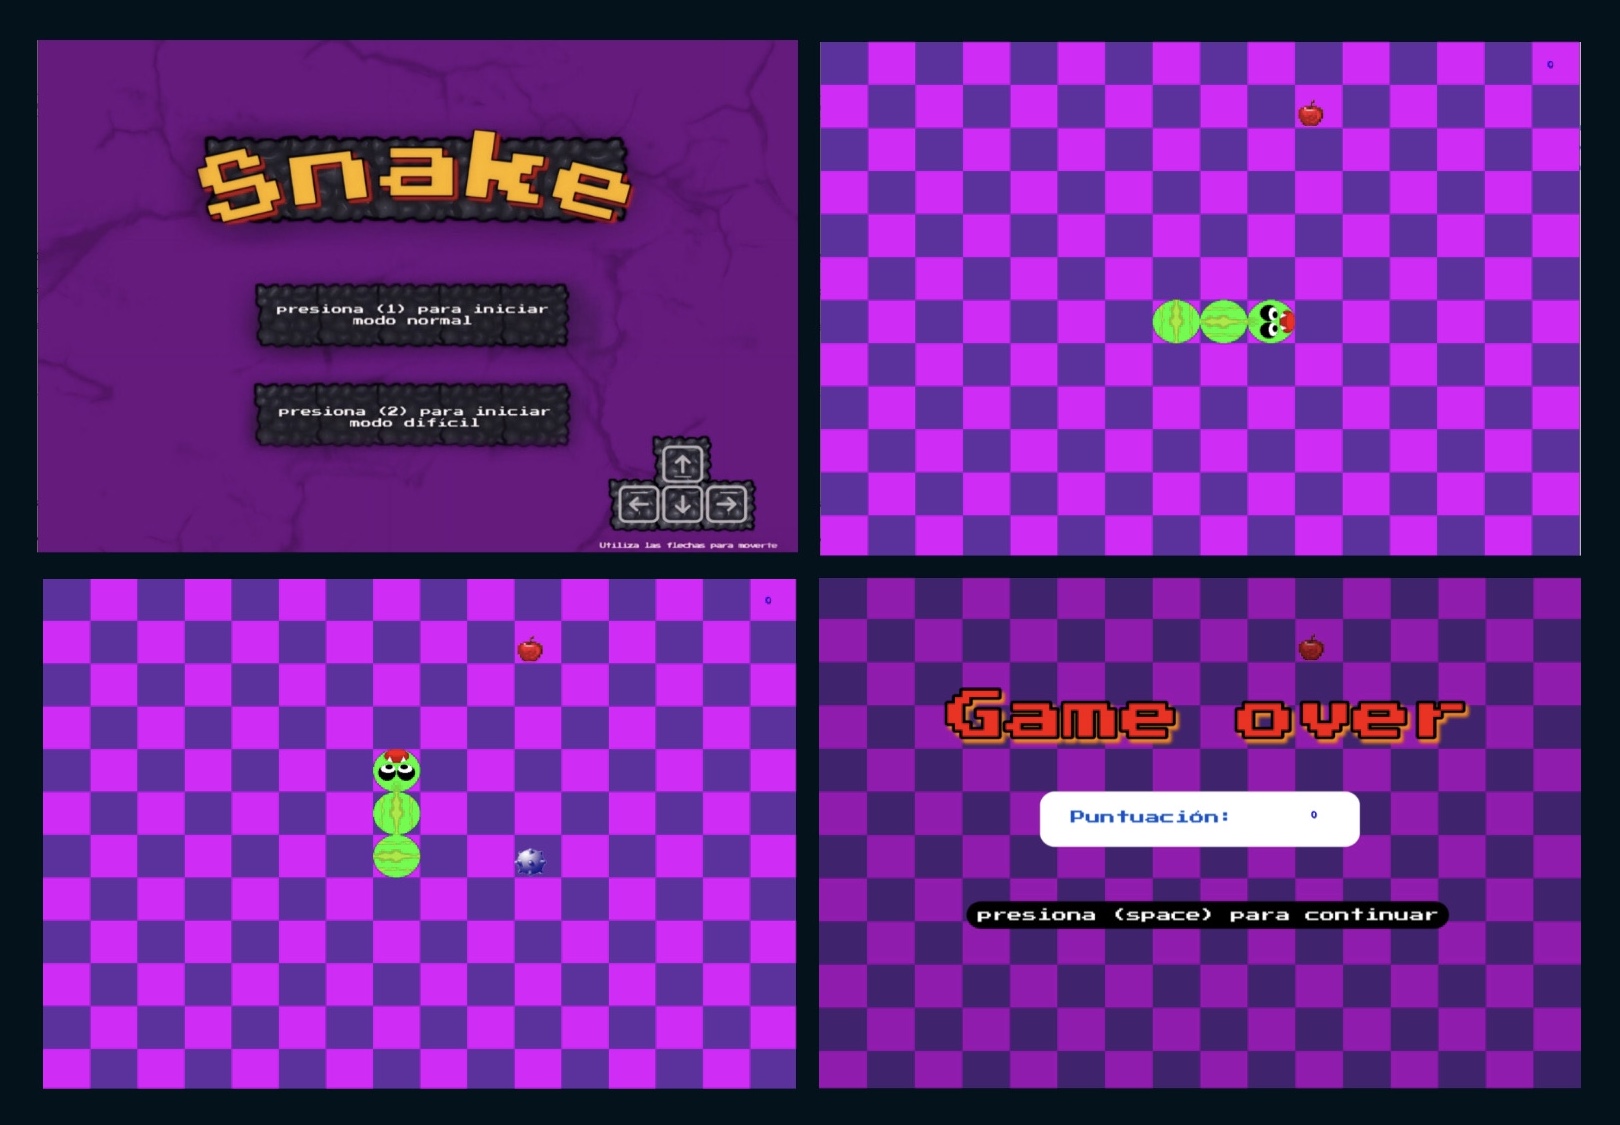 Snake
presiona (1) para iniciar
modo normal
presiona (2) para iniciar
modo difícil
Utiliza las flechas para moverte
0
0
Game over
Puntuación: 0
presiona (space) para continuar